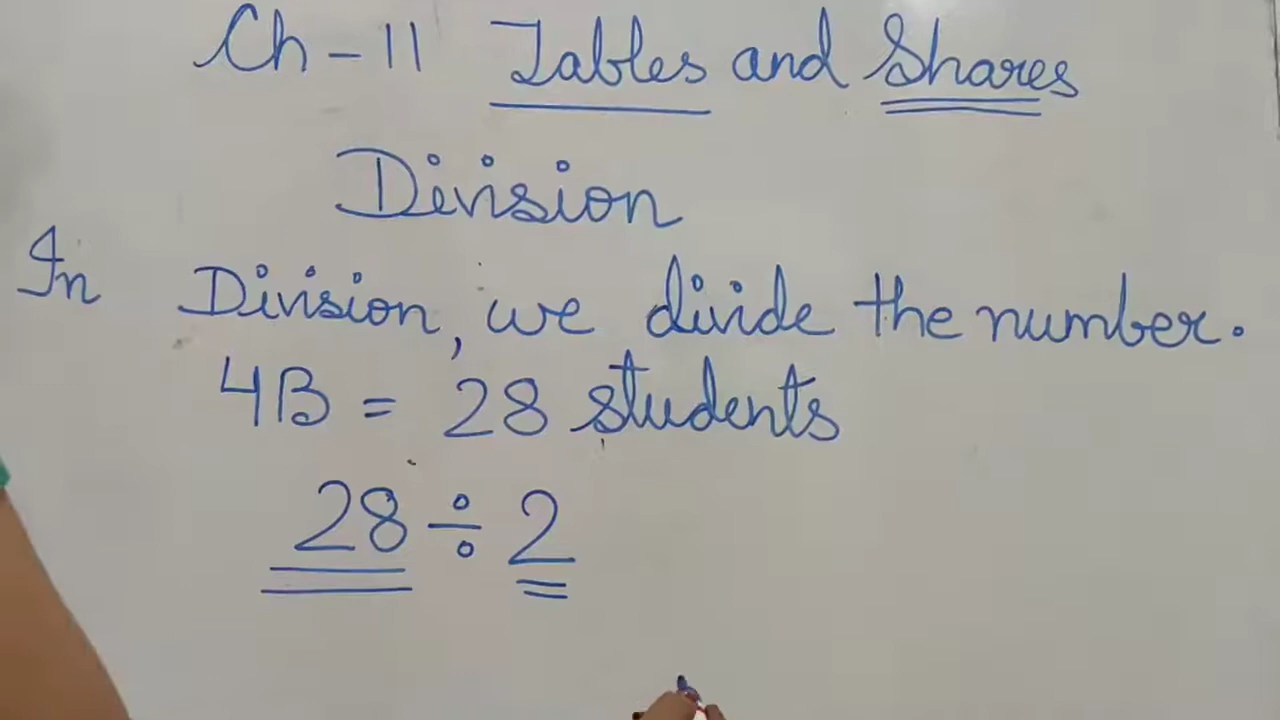 Ch - 11 Tables and Shares
Division
In Division, we divide the number.
4B = 28 students
28 ÷ 2